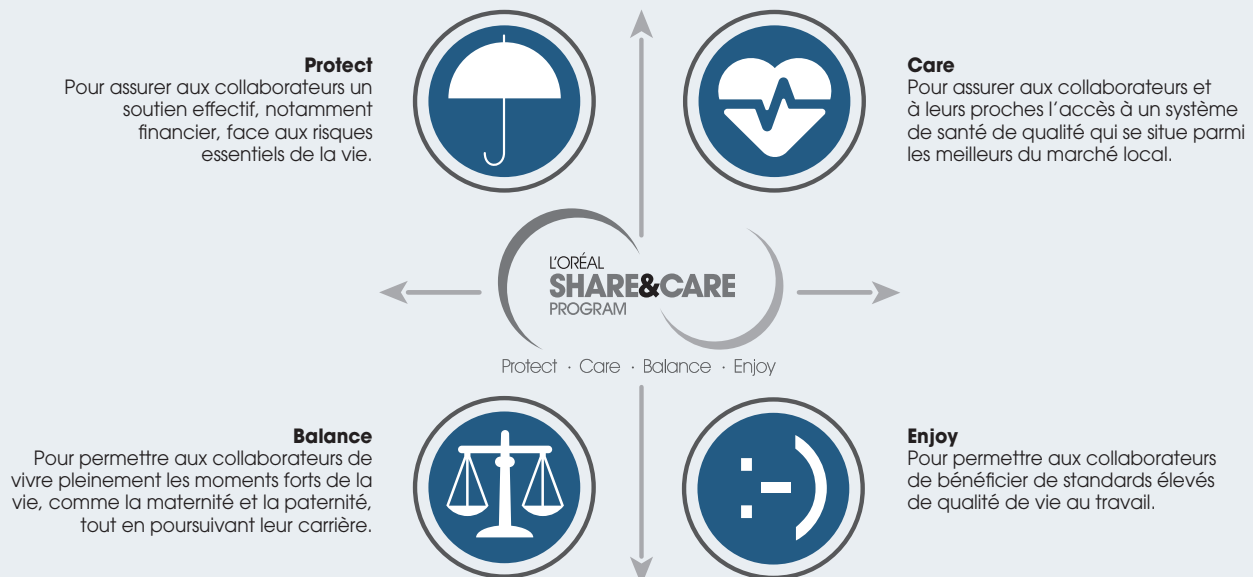 Protect
Pour assurer aux collaborateurs un
soutien effectif, notamment
financier, face aux risques
essentiels de la vie.
Care
Pour assurer aux collaborateurs et
à leurs proches l’accès à un système
de santé de qualité qui se situe parmi
les meilleurs du marché local.
L’ORÉAL
SHARE&CARE
PROGRAM
Protect · Care · Balance · Enjoy
Balance
Pour permettre aux collaborateurs de
vivre pleinement les moments forts de la
vie, comme la maternité et la paternité,
tout en poursuivant leur carrière.
:-)
Enjoy
Pour permettre aux collaborateurs
de bénéficier de standards élevés
de qualité de vie au travail.